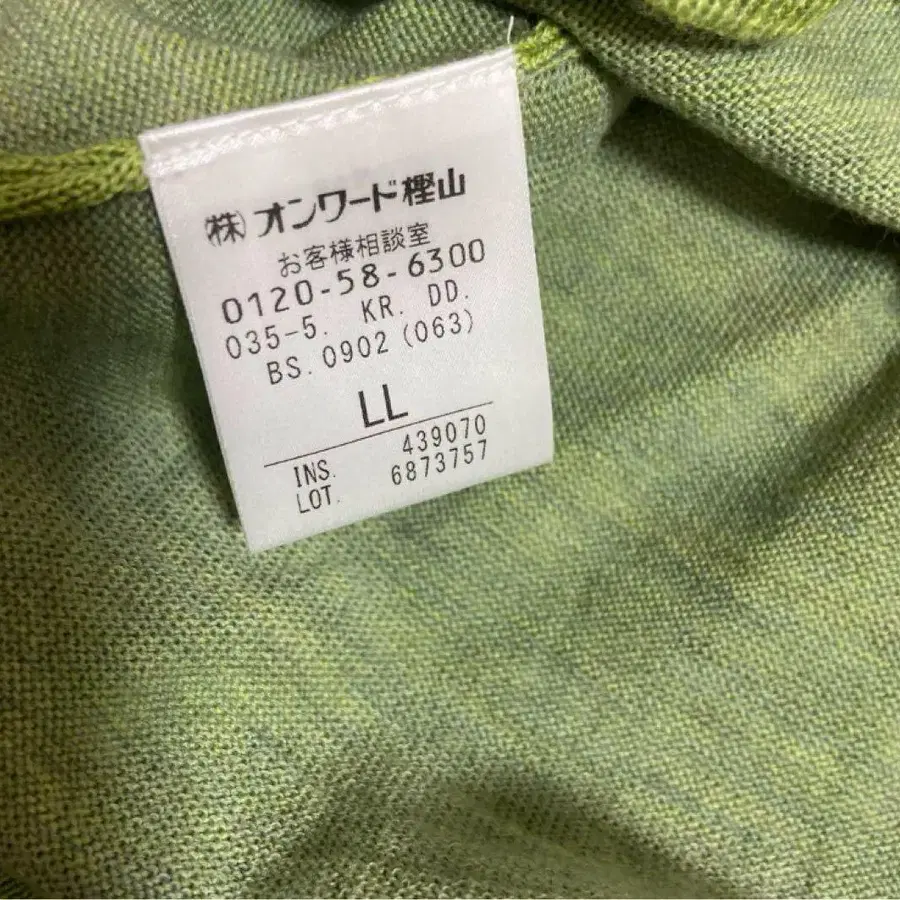 ㈱オンワード樫山
お客様相談室
0120-58-6300
035-5. KR. DD.
BS. 0902 (063)
LL
INS. 439070
LOT. 6873757